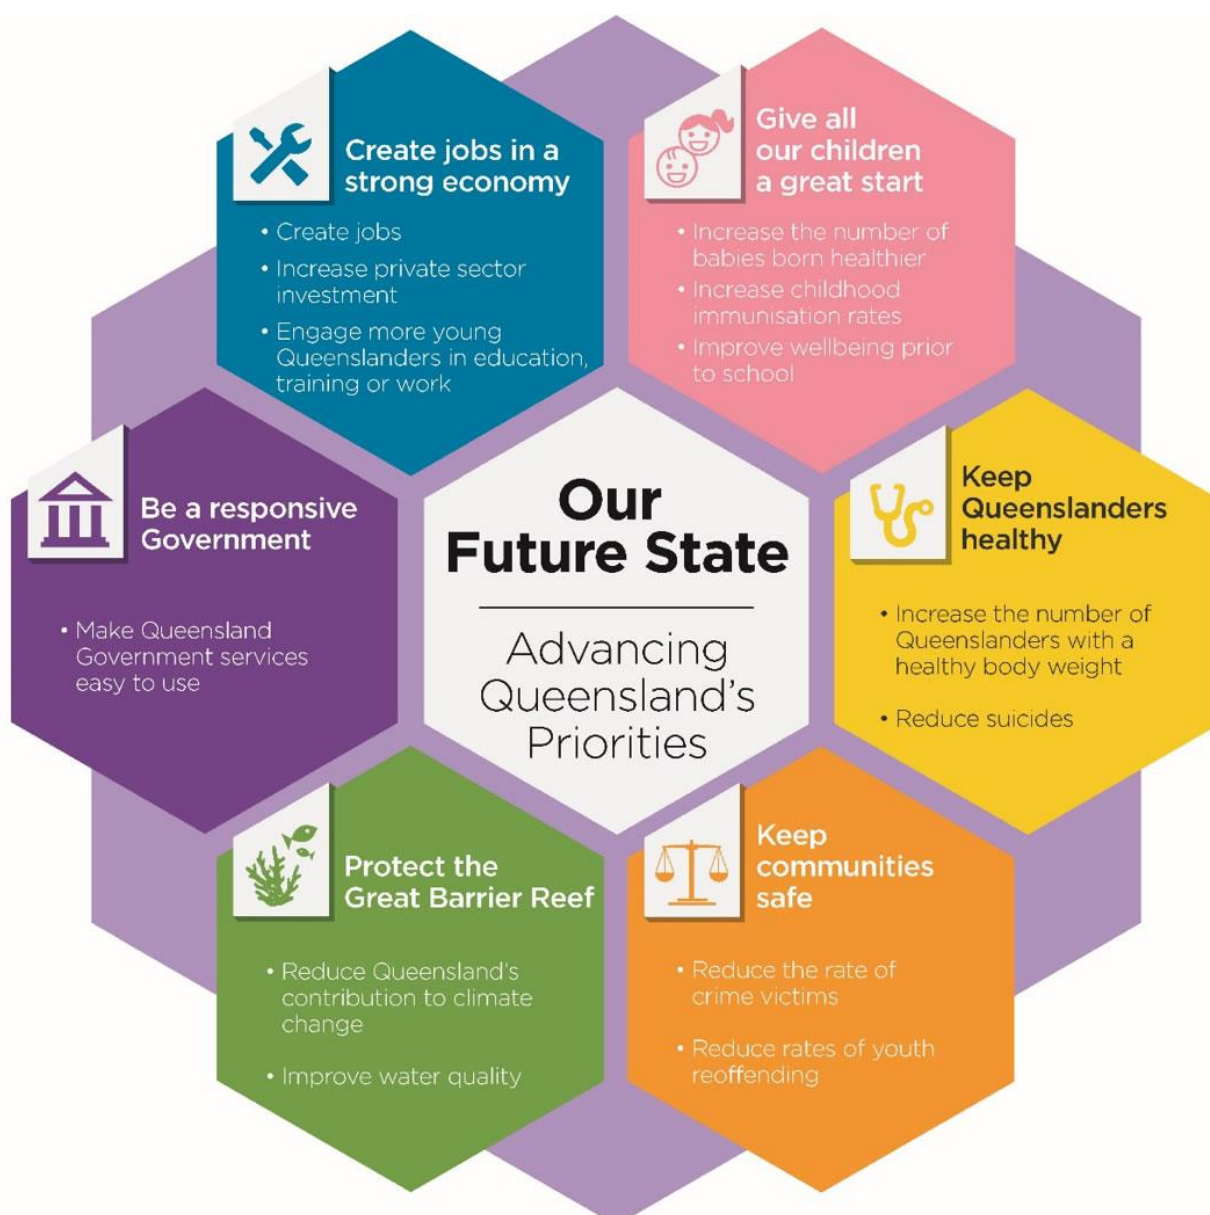 Create jobs in a
strong economy
• Create jobs
• Increase private sector
investment
• Engage more young
Queenslanders in education,
training or work
Give all
our children
a great start
• Increase the number of
babies born healthier
• Increase childhood
immunisation rates
• Improve wellbeing prior
to school
Be a responsive
Government
• Make Queensland
Government services
easy to use
Our
Future State
Advancing
Queensland's
Priorities
Keep
Queenslanders
healthy
• Increase the number of
Queenslanders with a
healthy body weight
• Reduce suicides
Protect the
Great Barrier Reef
• Reduce Queensland's
contribution to climate
change
• Improve water quality
Keep
communities
safe
• Reduce the rate of
crime victims
• Reduce rates of youth
reoffending